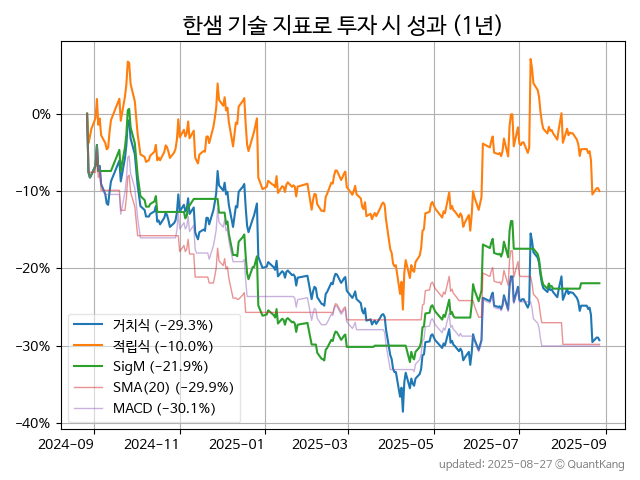 한샘 기술 지표로 투자 시 성과 (1년)
0%
−10%
−20%
−30%
−40%
거치식 (−29.3%)
적립식 (−10.0%)
SigM (−21.9%)
SMA(20) (−29.9%)
MACD (−30.1%)
2024-09 2024-11 2025-01 2025-03 2025-05 2025-07 2025-09
updated: 2025-08-27 © QuantKang